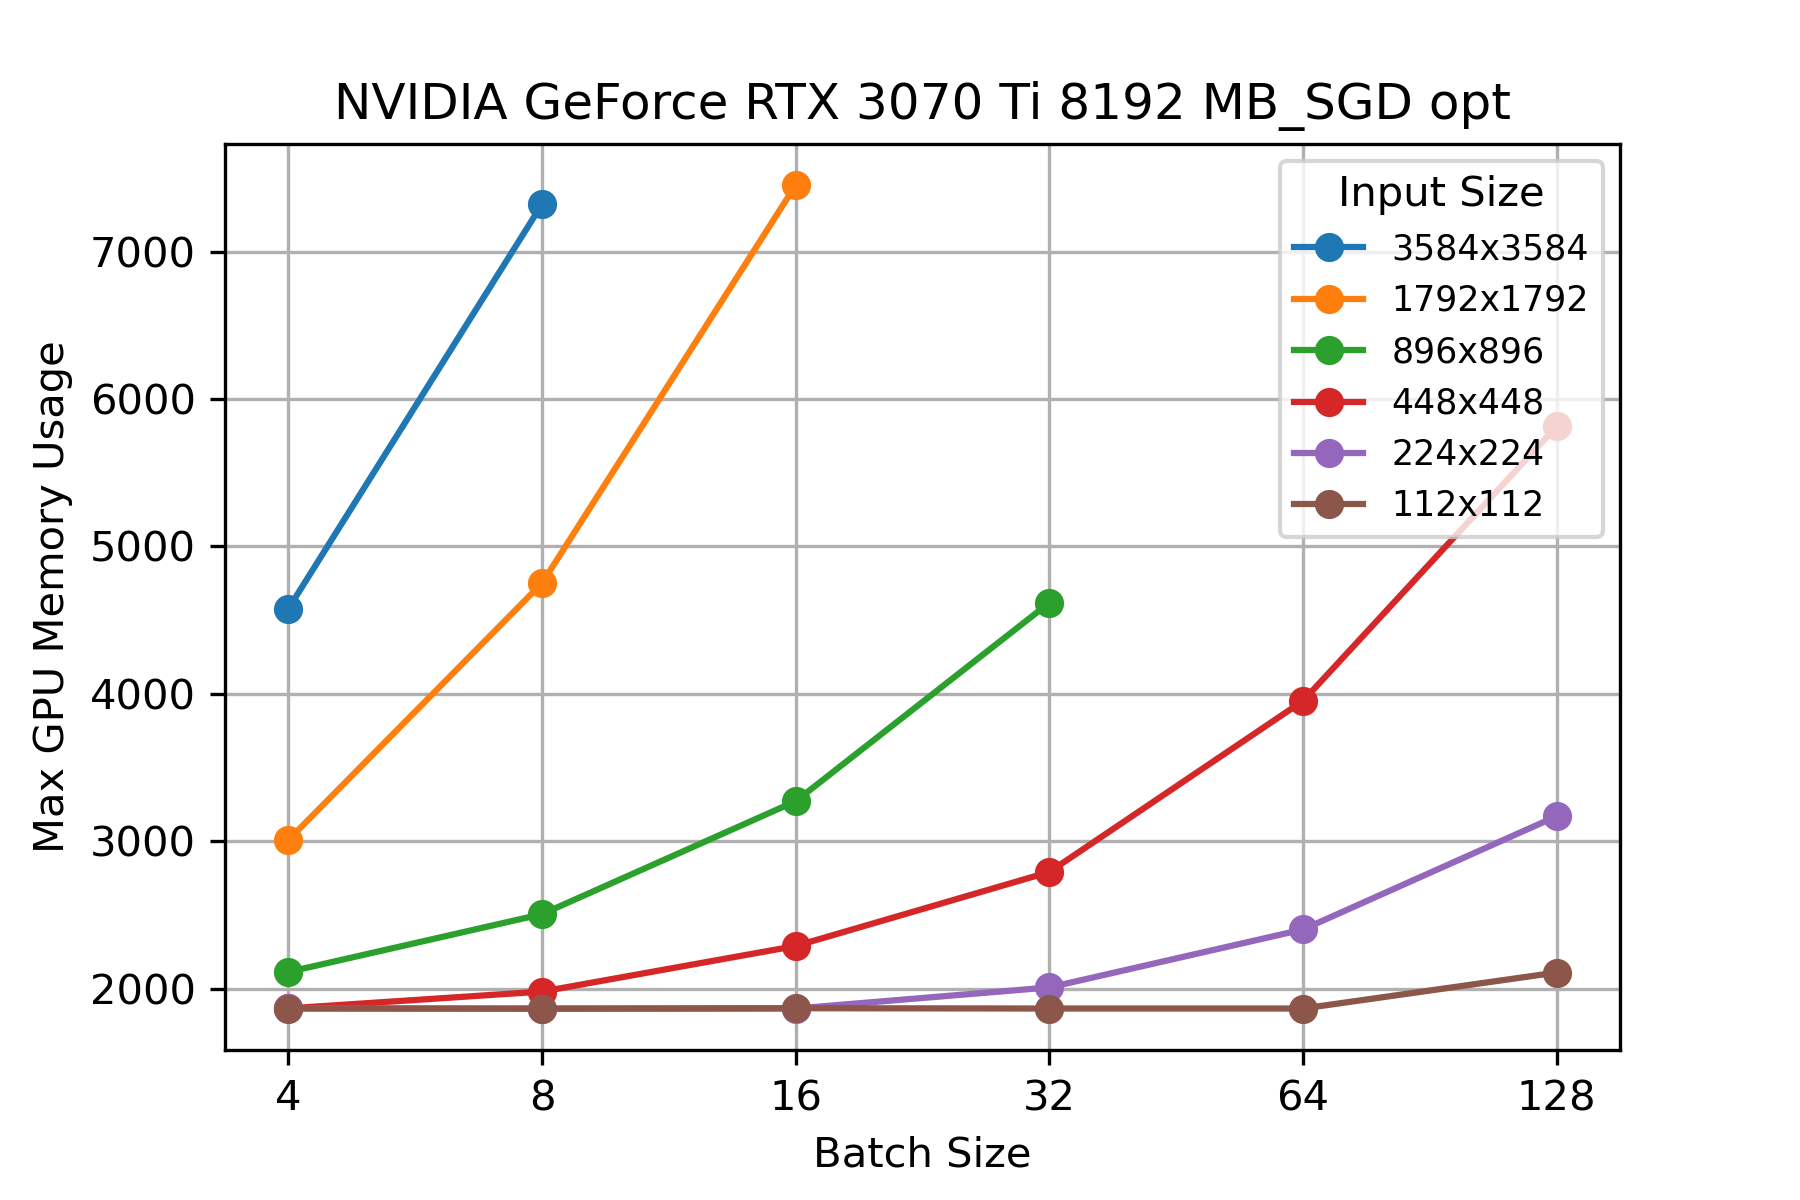 NVIDIA GeForce RTX 3070 Ti 8192 MB_SGD opt
Max GPU Memory Usage
7000
6000
5000
4000
3000
2000
Input Size
3584x3584
1792x1792
896x896
448x448
224x224
112x112
4 8 16 32 64 128
Batch Size